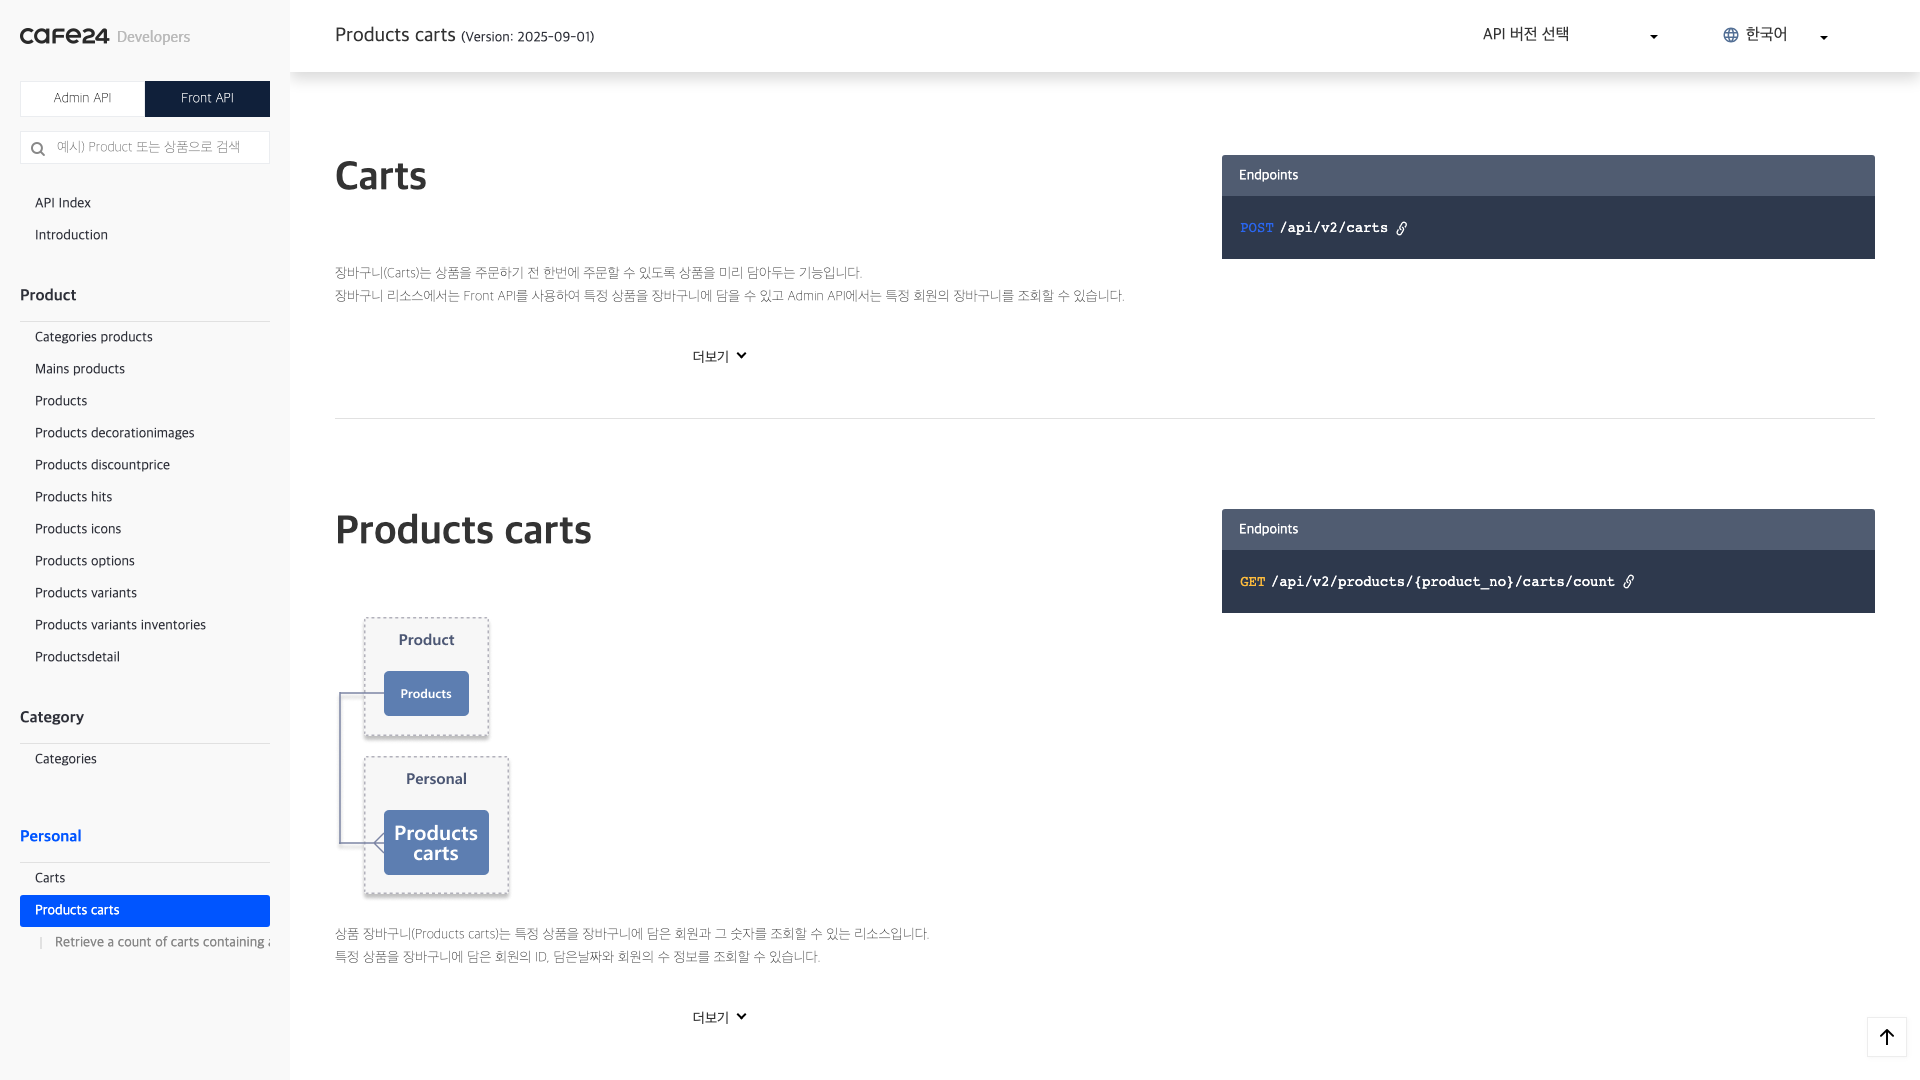 cafe24 Developers
Admin API
Front API
예시) Product 또는 상품으로 검색
API Index
Introduction
Product
Categories products
Mains products
Products
Products decorationimages
Products discountprice
Products hits
Products icons
Products options
Products variants
Products variants inventories
Productsdetail
Category
Categories
Personal
Carts
Products carts
Retrieve a count of carts containing
Products carts (Version: 2025-09-01)
API 버전 선택
한국어
Carts
장바구니(Carts)는 상품을 주문하기 전 한번에 주문할 수 있도록 상품을 미리 담아두는 기능입니다.
장바구니 리소스에서는 Front API를 사용하여 특정 상품을 장바구니에 담을 수 있고 Admin API에서는 특정 회원의 장바구니를 조회할 수 있습니다.
더보기
Endpoints
POST /api/v2/carts
Products carts
Product
Products
Personal
Products
carts
상품 장바구니(Products carts)는 특정 상품을 장바구니에 담은 회원과 그 숫자를 조회할 수 있는 리소스입니다.
특정 상품을 장바구니에 담은 회원의 ID, 담은날짜와 회원의 수 정보를 조회할 수 있습니다.
더보기
Endpoints
GET /api/v2/products/{product_no}/carts/count